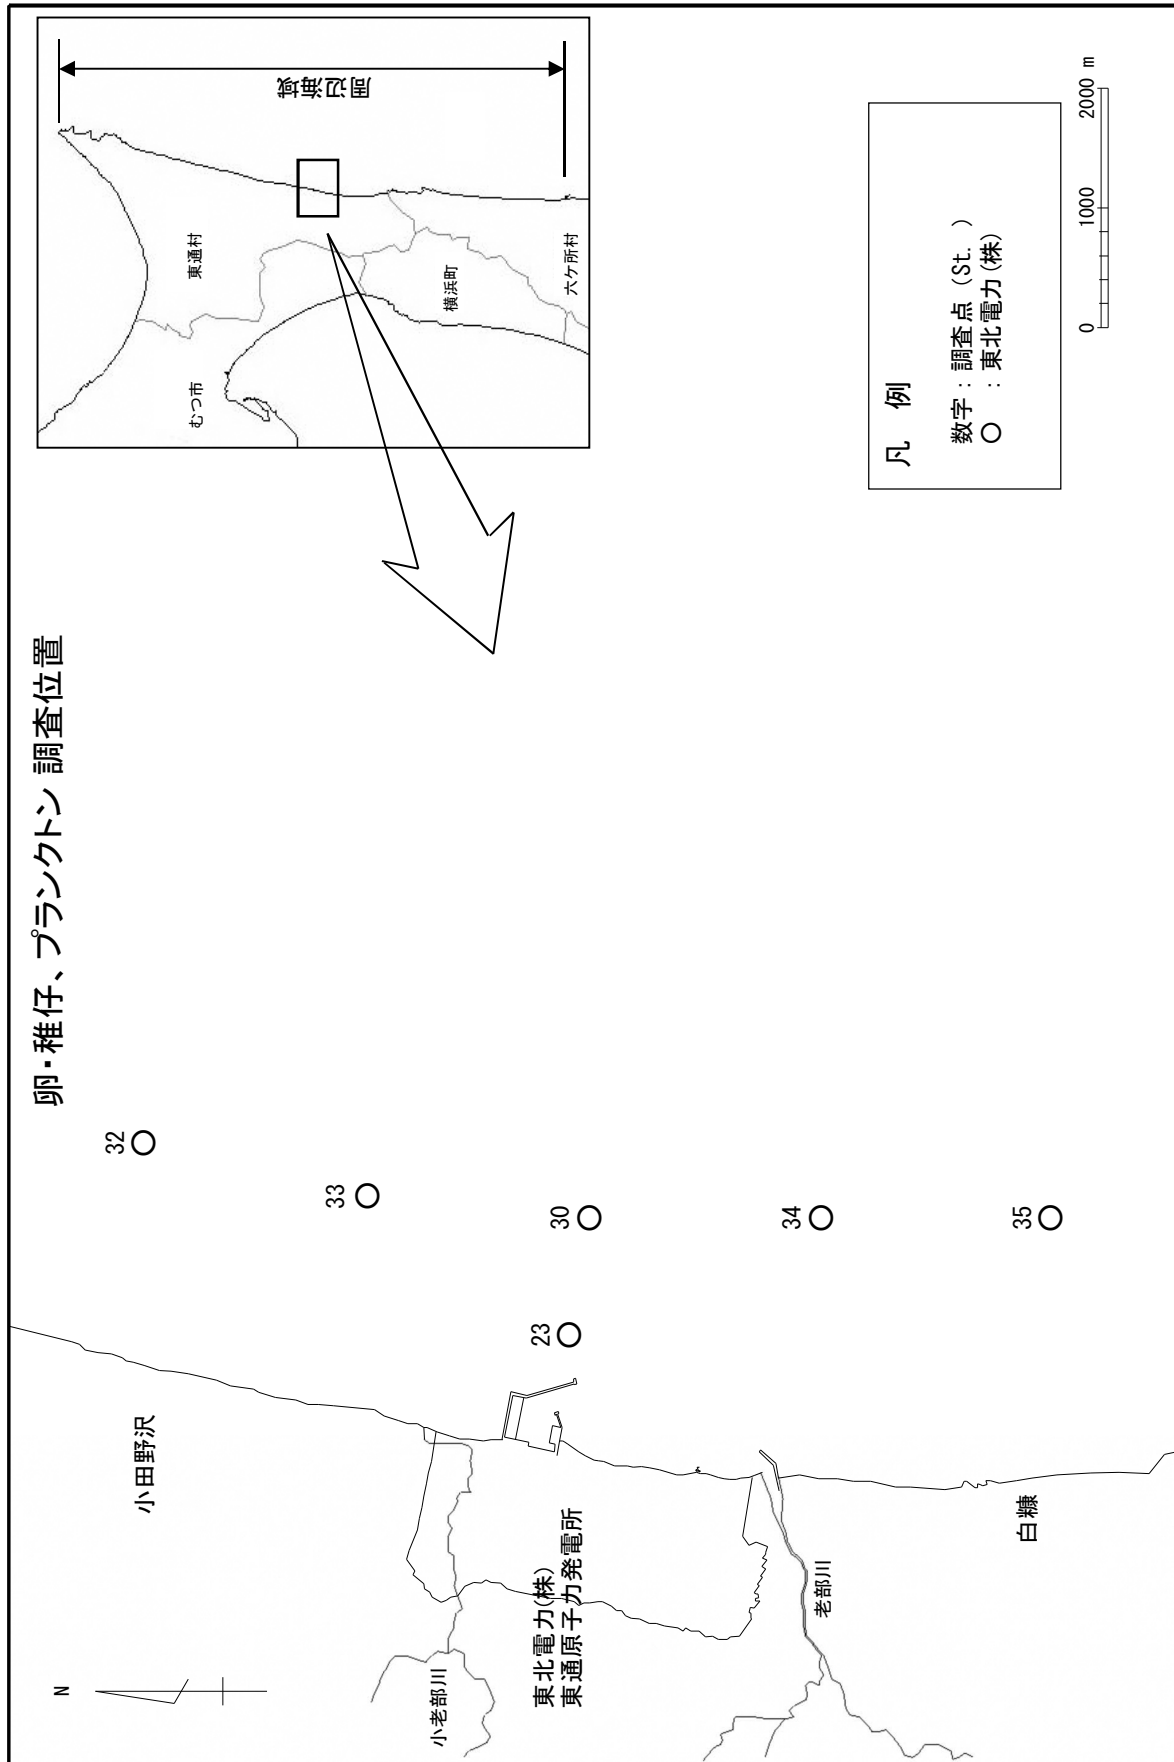 卵・稚仔、プランクトン 調査位置
周辺海域
東通村
むつ市
横浜町
六ケ所村
凡 例
数字：調査点 (St. )
○ ：東北電力(株)
0 1000 2000 m
32
33
30
34
35
23
小田野沢
東北電力(株)
東通原子力発電所
白糠
老部川
小老部川
N